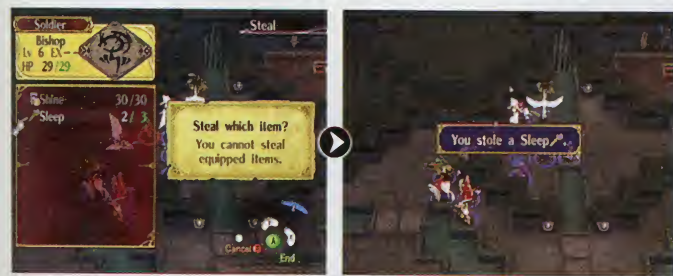 Soldier
Steal
Bishop
Lv 6 EX--
HP 29/29
Shine 30/30
Sleep 2/3
Steal which item?
You cannot steal
equipped items.
Cancel B
A
End
You stole a Sleep.